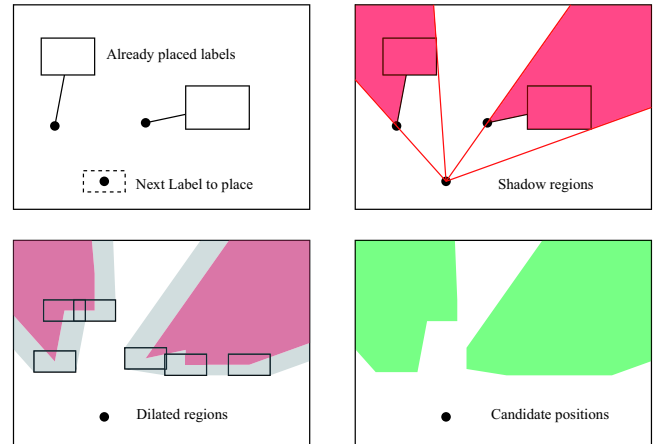 Already placed labels
Next Label to place
Shadow regions
Dilated regions
Candidate positions